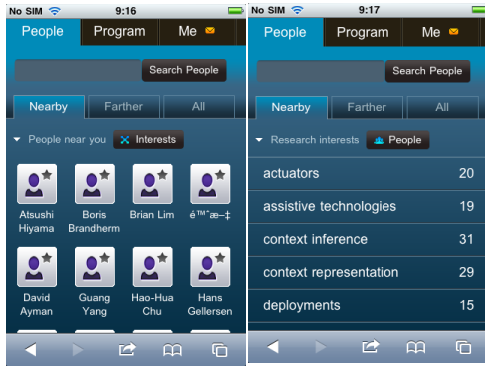 No SIM 9:16
People Program Me
Search People
Nearby Farther All
People near you Interests
Atsushi Hiyama
Boris Brandherm
Brian Lim
é™ˆæ–‡
David Ayman
Guang Yang
Hao-Hua Chu
Hans Gellersen
No SIM 9:17
People Program Me
Search People
Nearby Farther All
Research interests People
actuators 20
assistive technologies 19
context inference 31
context representation 29
deployments 15